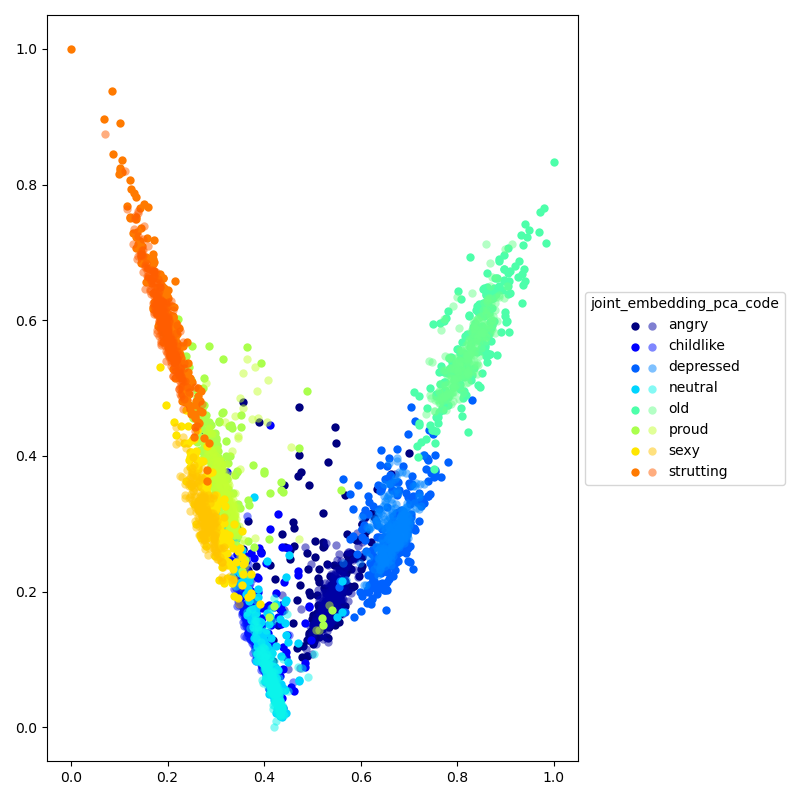 1.0
0.8
0.6
0.4
0.2
0.0
0.0 0.2 0.4 0.6 0.8 1.0
joint_embedding_pca_code
angry
childlike
depressed
neutral
old
proud
sexy
strutting